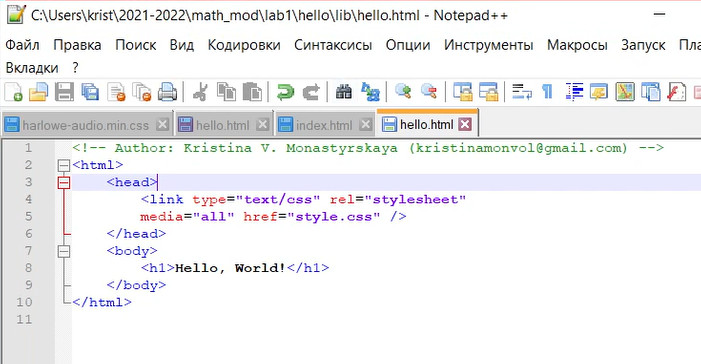 C:\Users\krist\2021-2022\math_mod\lab1\hello\lib\hello.html - Notepad++
Файл Правка Поиск Вид Кодировки Синтаксисы Опции Инструменты Макросы Запуск Пла
Вкладки ?
harlowe-audio.min.css hello.html index.html hello.html
1 <!-- Author: Kristina V. Monastyrskaya (kristinamonvol@gmail.com) -->
2 <html>
3 <head>
4 <link type="text/css" rel="stylesheet"
5 media="all" href="style.css" />
6 </head>
7 <body>
8 <h1>Hello, World!</h1>
9 </body>
10 </html>
11